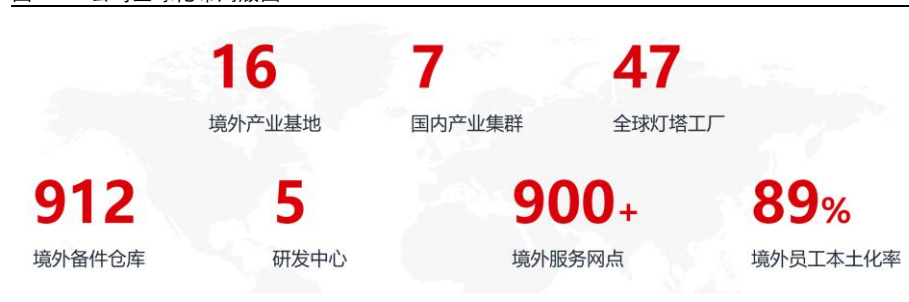 16 7 47
境外产业基地 国内产业集群 全球灯塔工厂
912 5 900+ 89%
境外备件仓库 研发中心 境外服务网点 境外员工本土化率